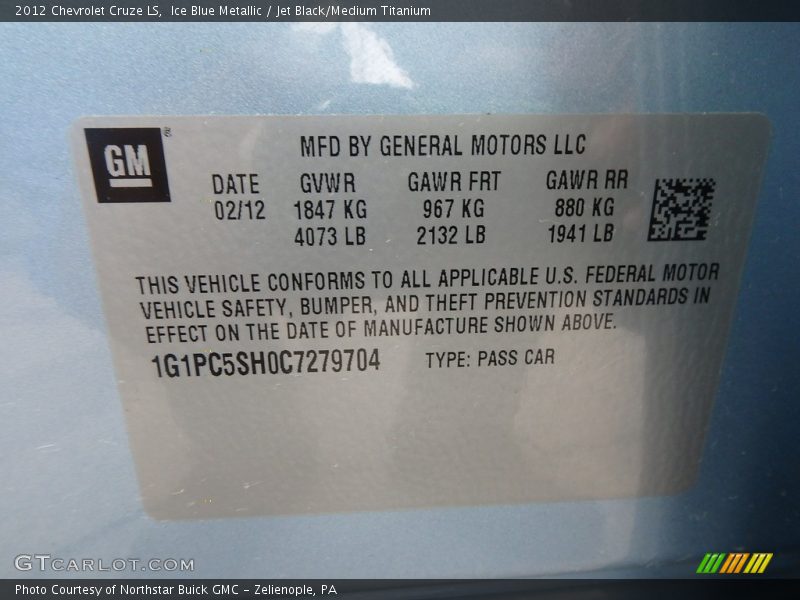 2012 Chevrolet Cruze LS,  Ice Blue Metallic / Jet Black/Medium Titanium
GM®
MFD BY GENERAL MOTORS LLC
DATE GVWR GAWR FRT GAWR RR
02/12 1847 KG 967 KG 880 KG
4073 LB 2132 LB 1941 LB
THIS VEHICLE CONFORMS TO ALL APPLICABLE U.S. FEDERAL MOTOR
VEHICLE SAFETY, BUMPER, AND THEFT PREVENTION STANDARDS IN
EFFECT ON THE DATE OF MANUFACTURE SHOWN ABOVE.
1G1PC5SH0C7279704 TYPE: PASS CAR
GTCARLOT.COM
Photo Courtesy of Northstar Buick GMC – Zelienople, PA